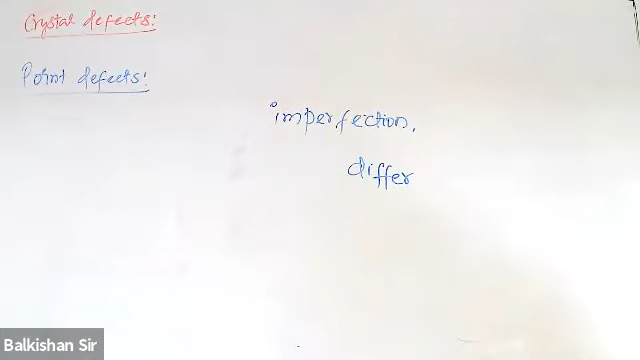 Crystal defects:
Point defects:
imperfection,
differ
Balkishan Sir